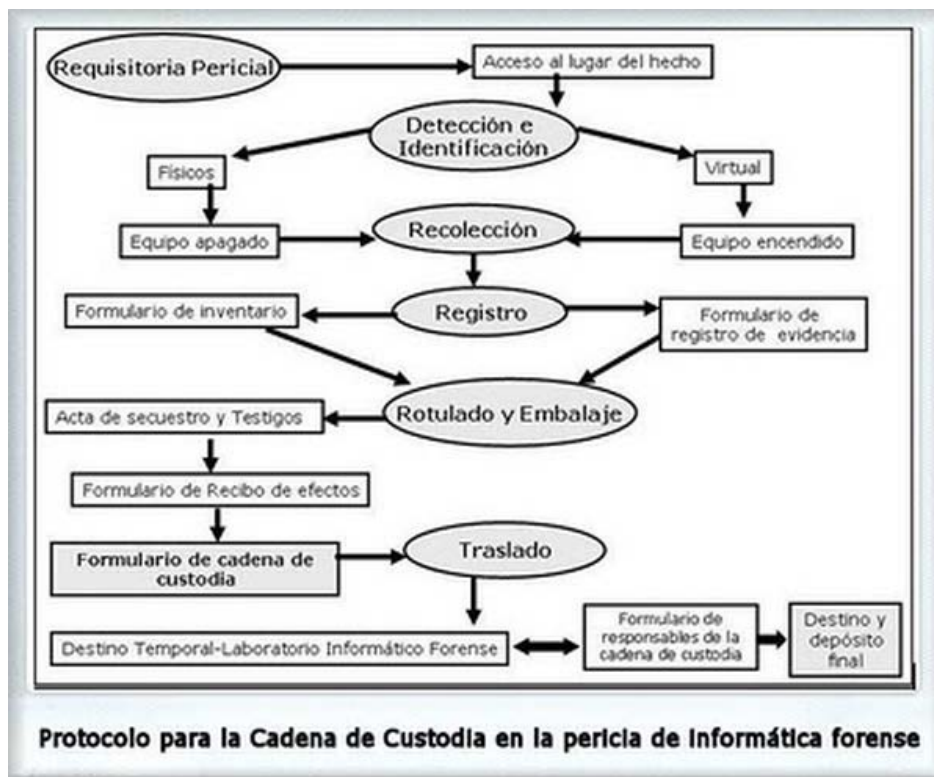 Requisitoria Pericial
Acceso al lugar del hecho
Detección e
Identificación
Físicos
Virtual
Equipo apagado
Recolección
Equipo encendido
Formulario de inventario
Registro
Formulario de
registro de evidencia
Rotulado y Embalaje
Acta de secuestro y Testigos
Formulario de Recibo de efectos
Formulario de cadena de
custodia
Traslado
Destino Temporal-Laboratorio Informático Forense
Formulario de
responsables de la
cadena de custodia
Destino y
depósito
final
Protocolo para la Cadena de Custodia en la pericia de informática forense